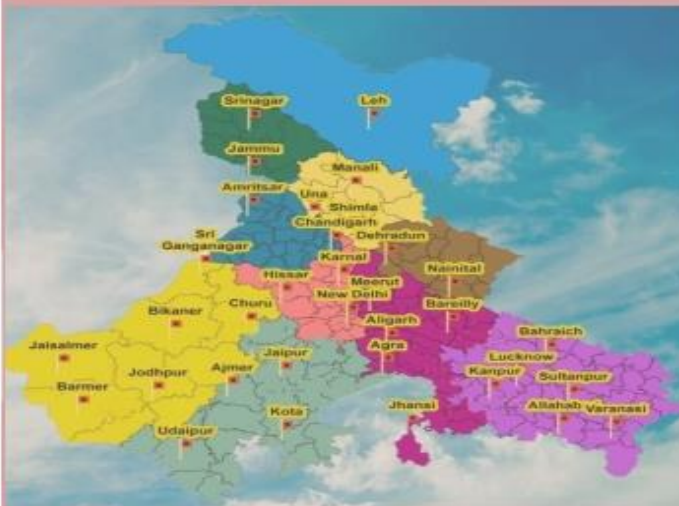 Srinagar
Leh
Jammu
Manali
Amritsar
Una
Shimla
Chandigarh
Sri
Ganganagar
Dehradun
Karnal
Hissar
Meerut
Nainital
New Delhi
Churu
Bikaner
Bareilly
Aligarh
Bahraich
Jaisalmer
Jaipur
Agra
Lucknow
Jodhpur
Ajmer
Kanpur
Sultanpur
Barmer
Kota
Jhansi
Allahab
Varanasi
Udaipur